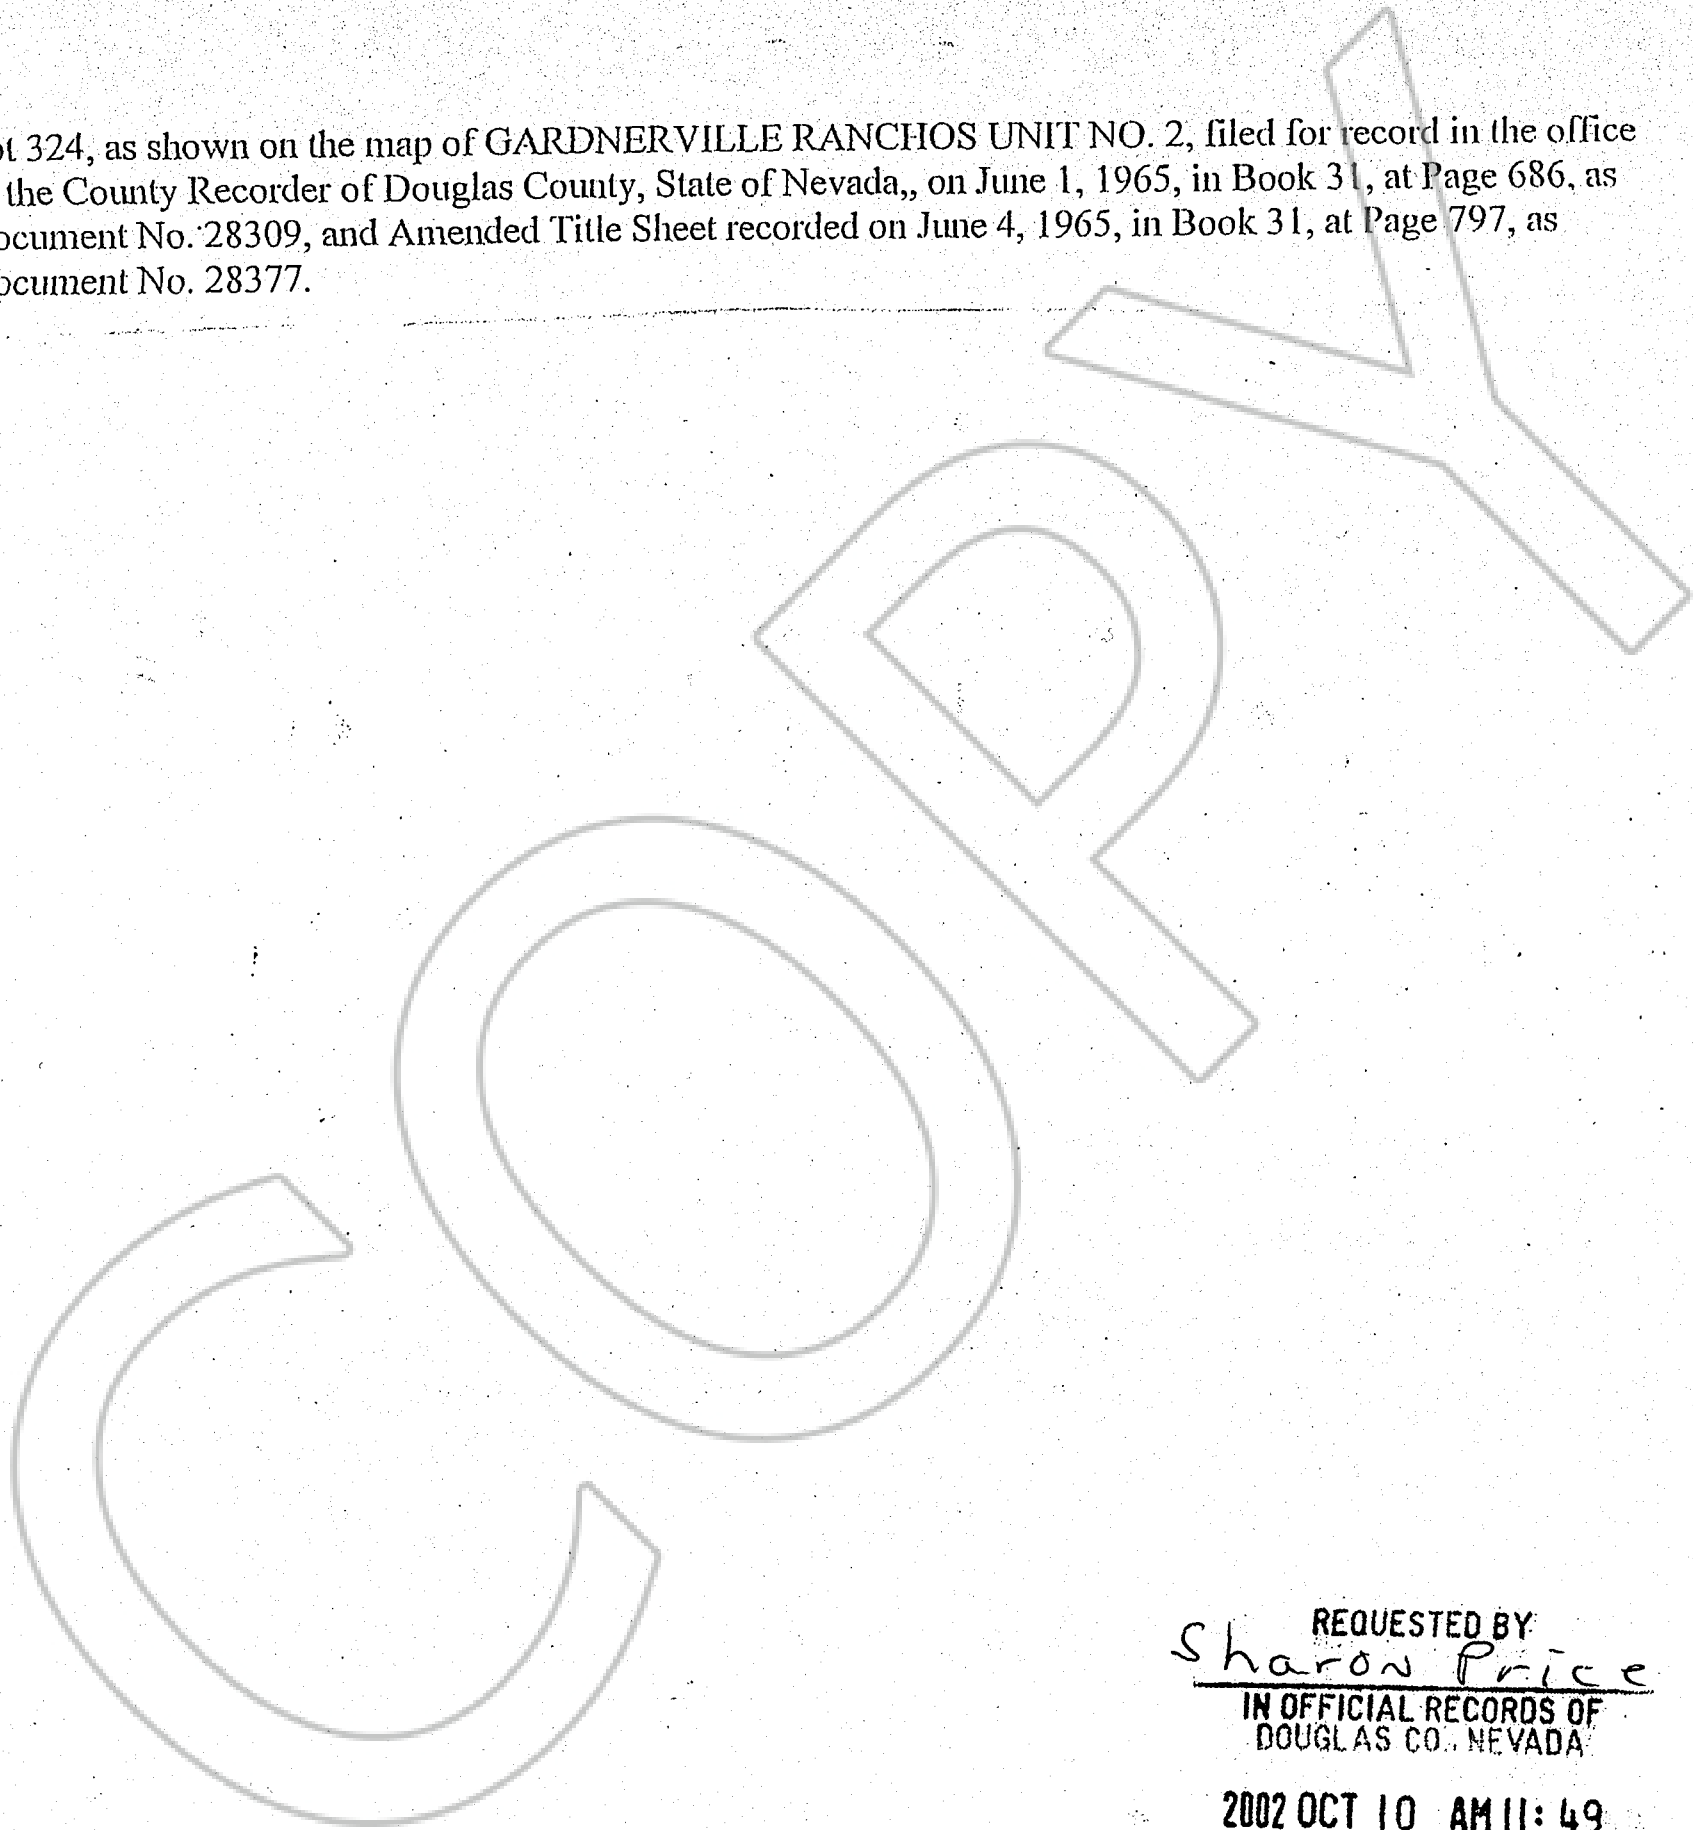 ot 324, as shown on the map of GARDNERVILLE RANCHOS UNIT NO. 2, filed for record in the office
the County Recorder of Douglas County, State of Nevada,, on June 1, 1965, in Book 31, at Page 686, as
ocument No. 28309, and Amended Title Sheet recorded on June 4, 1965, in Book 31, at Page 797, as
ocument No. 28377.
COPY
REQUESTED BY
Sharon Price
IN OFFICIAL RECORDS OF
DOUGLAS CO., NEVADA
2002 OCT 10 AM 11: 49